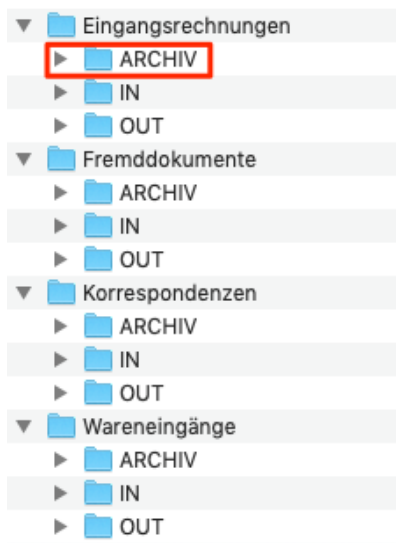 Eingangsrechnungen
ARCHIV
IN
OUT
Fremddokumente
ARCHIV
IN
OUT
Korrespondenzen
ARCHIV
IN
OUT
Wareneingänge
ARCHIV
IN
OUT